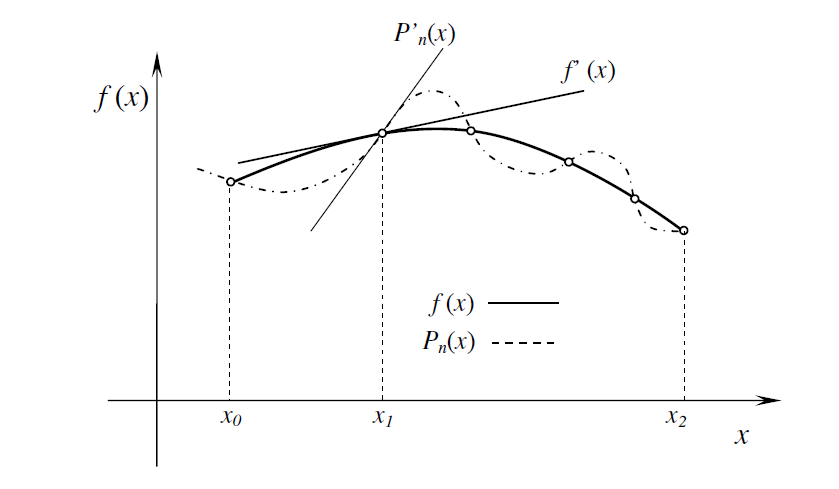 P’n(x)
f’ (x)
f (x)
f (x)
Pn(x)
x0
x1
x2
x